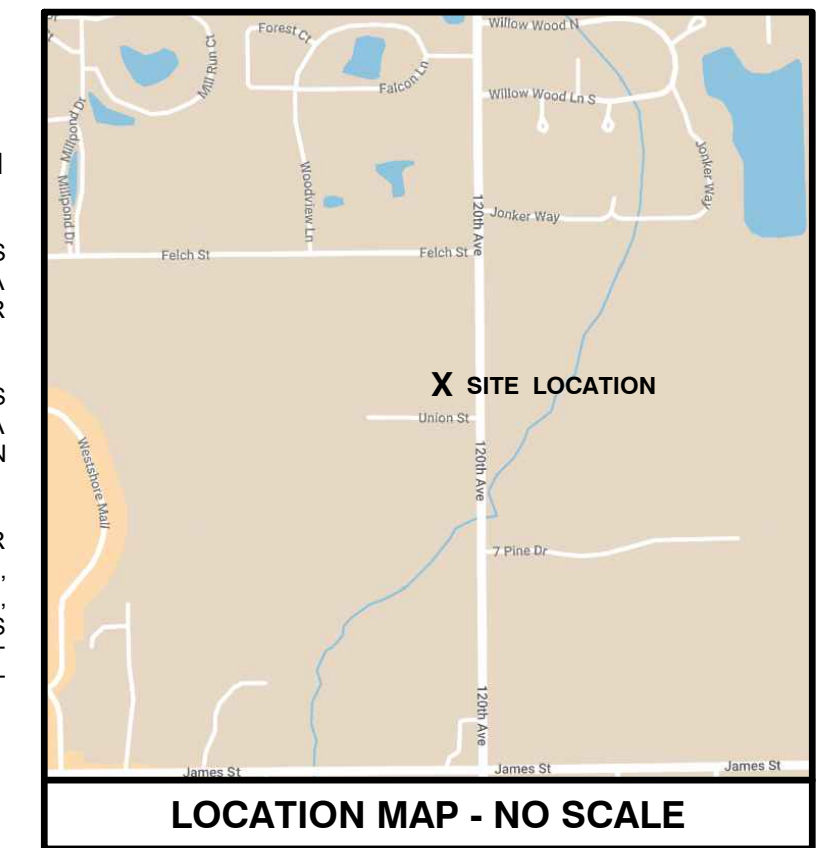 Forest Ct
Willow Wood N
Mill Run Ct
Falcon Ln
Willow Wood Ln S
Millpond Dr
Millpond Dr
Woodview Ln
Jonker Way
120th Ave
Jonker Way
Felch St
Felch St
X SITE LOCATION
Union St
Westshore Mall
120th Ave
7 Pine Dr
120th Ave
James St
James St
James St
LOCATION MAP - NO SCALE
S
A
R
S
A
N
R
,
,
S